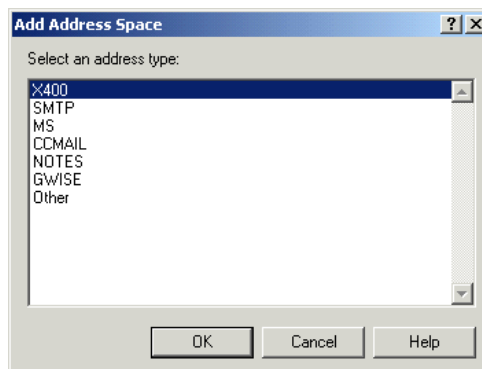 Add Address Space
Select an address type:
X400
SMTP
MS
CCMAIL
NOTES
GWISE
Other
OK Cancel Help